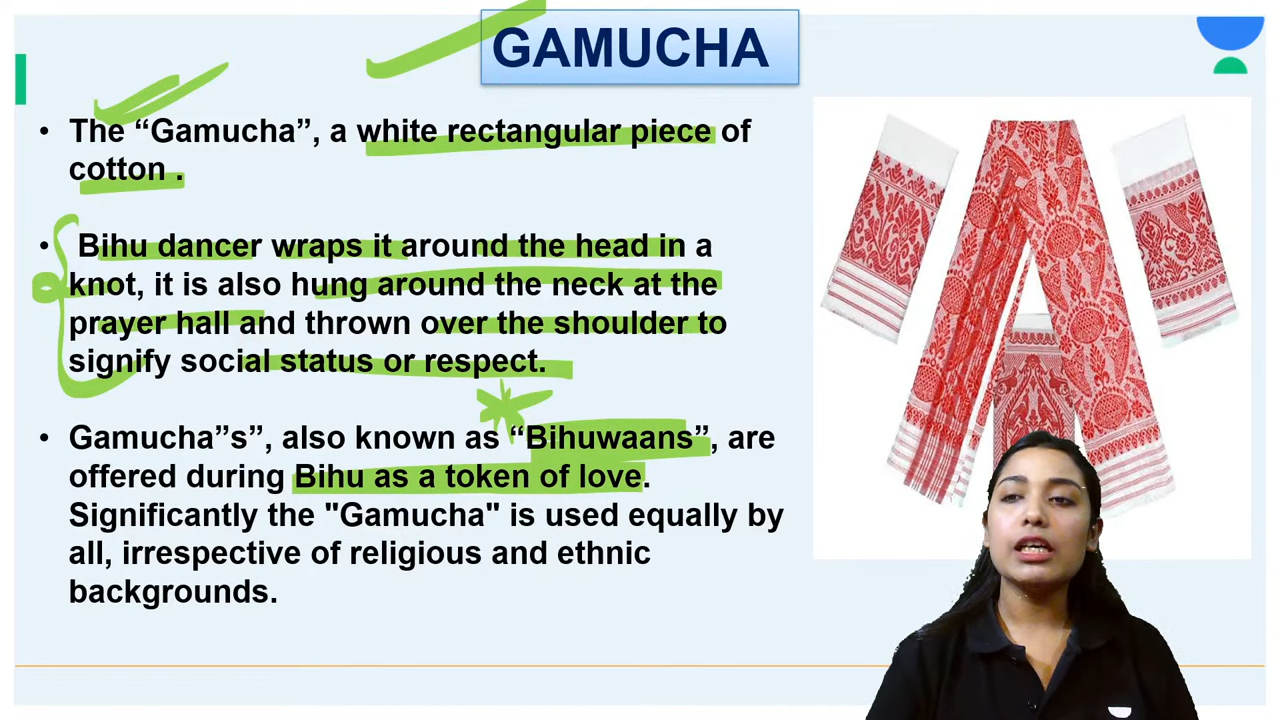 GAMUCHA
• The “Gamucha”, a white rectangular piece of
cotton .
• Bihu dancer wraps it around the head in a
knot, it is also hung around the neck at the
prayer hall and thrown over the shoulder to
signify social status or respect.
• Gamucha”s”, also known as “Bihuwaans”, are
offered during Bihu as a token of love.
Significantly the "Gamucha" is used equally by
all, irrespective of religious and ethnic
backgrounds.